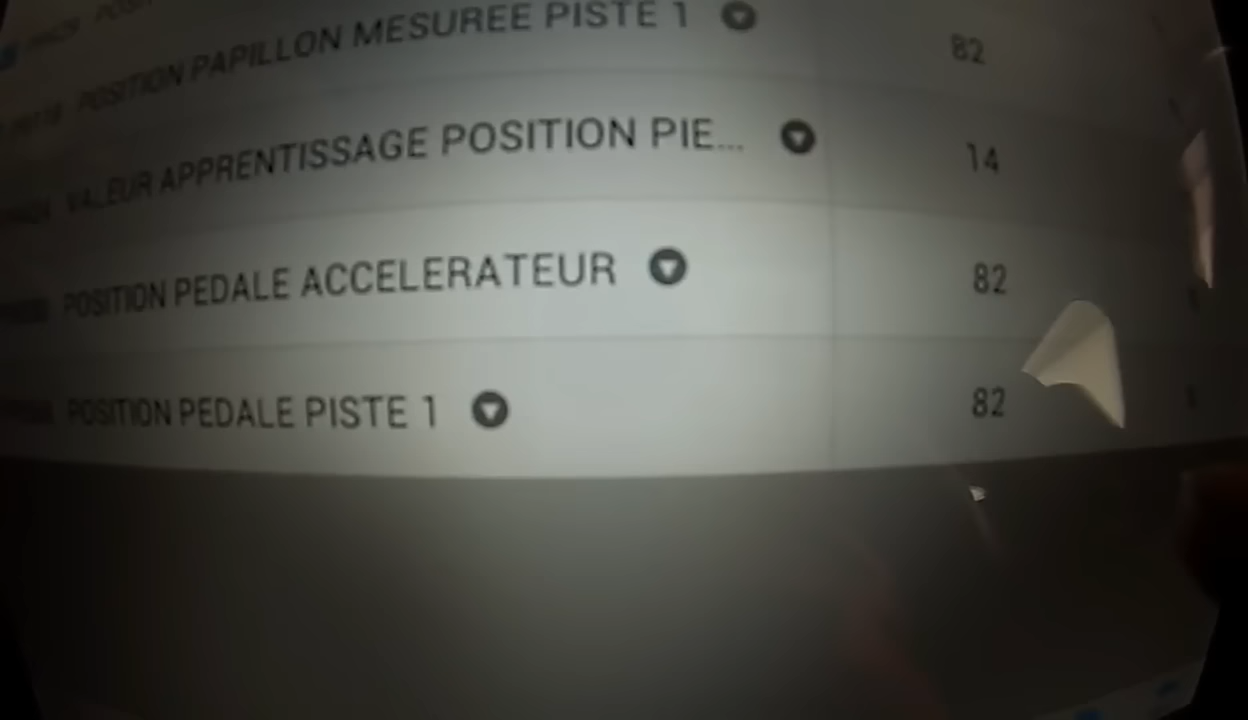 POSITION PAPILLON MESUREE PISTE 1 82
VALEUR APPRENTISSAGE POSITION PIE... 14
POSITION PEDALE ACCELERATEUR 82
POSITION PEDALE PISTE 1 82